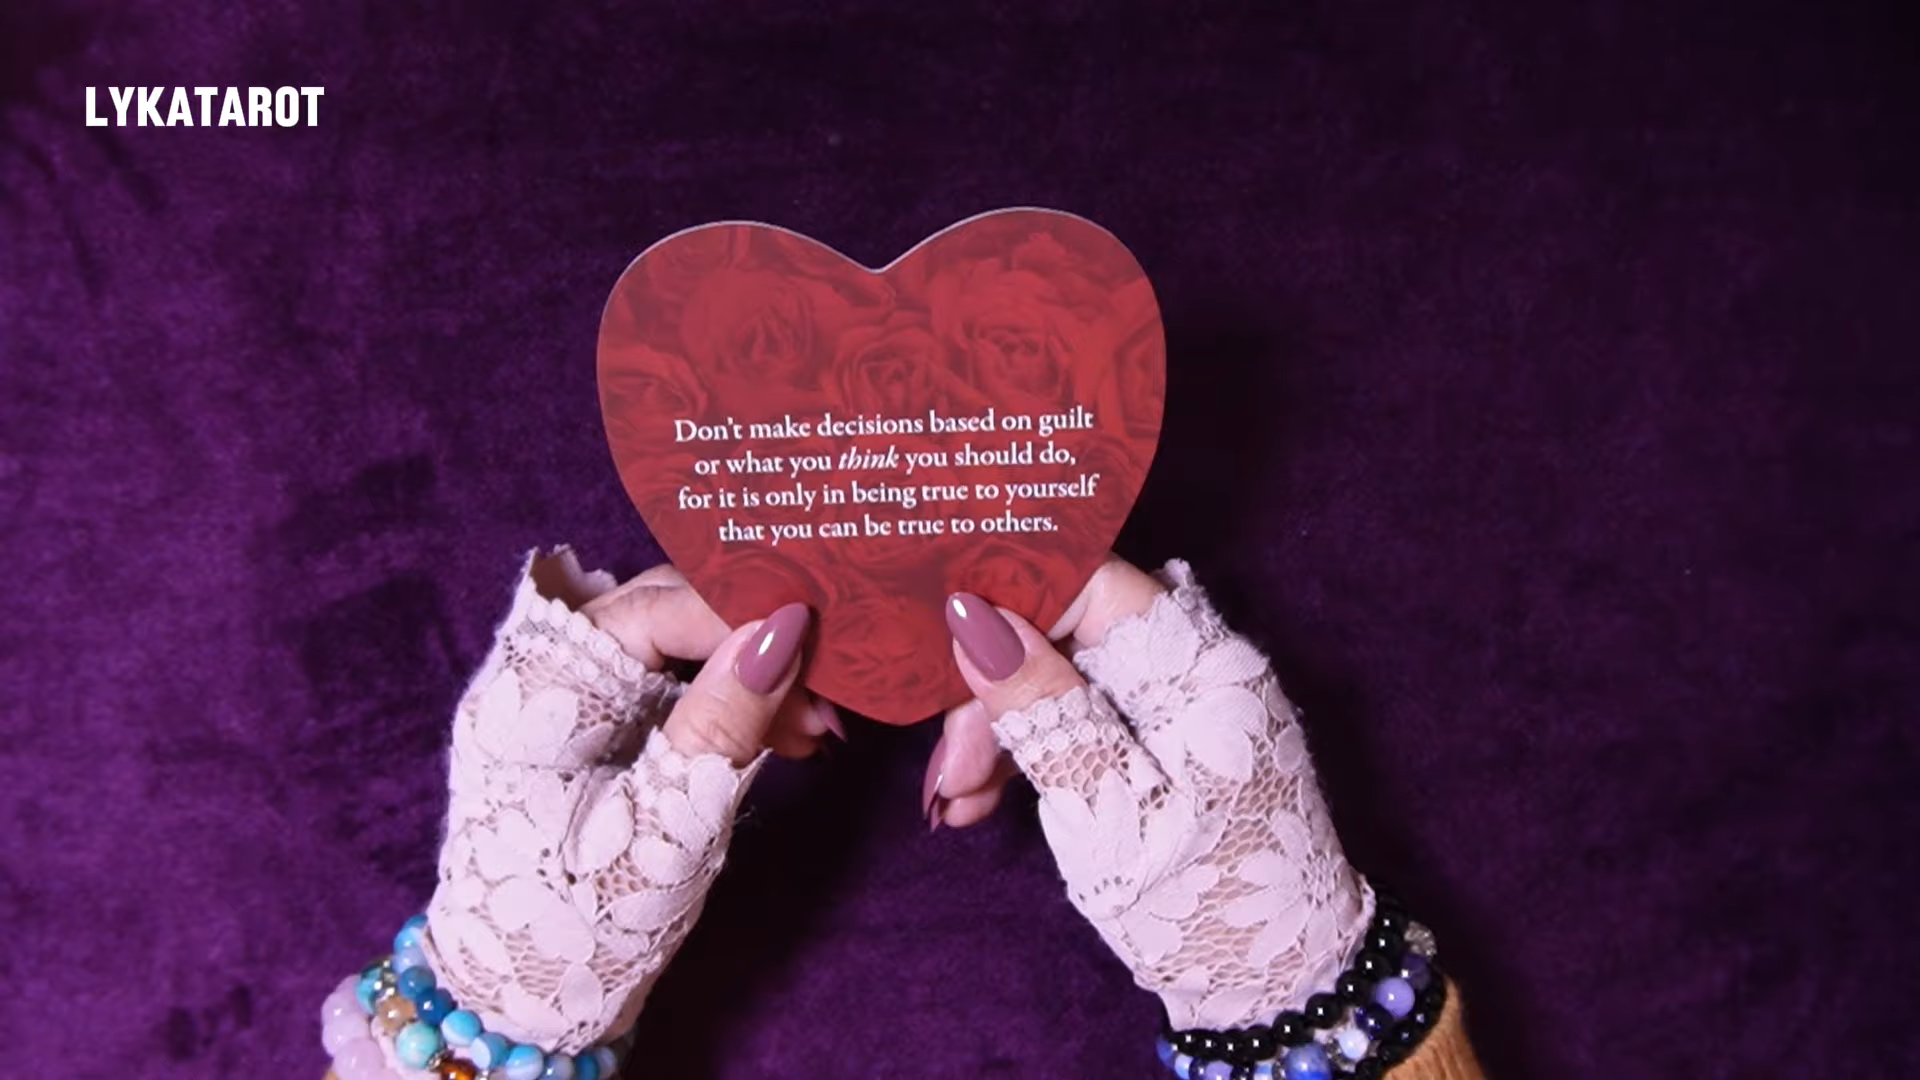 LYKATAROT
Don't make decisions based on guilt
or what you think you should do,
for it is only in being true to yourself
that you can be true to others.